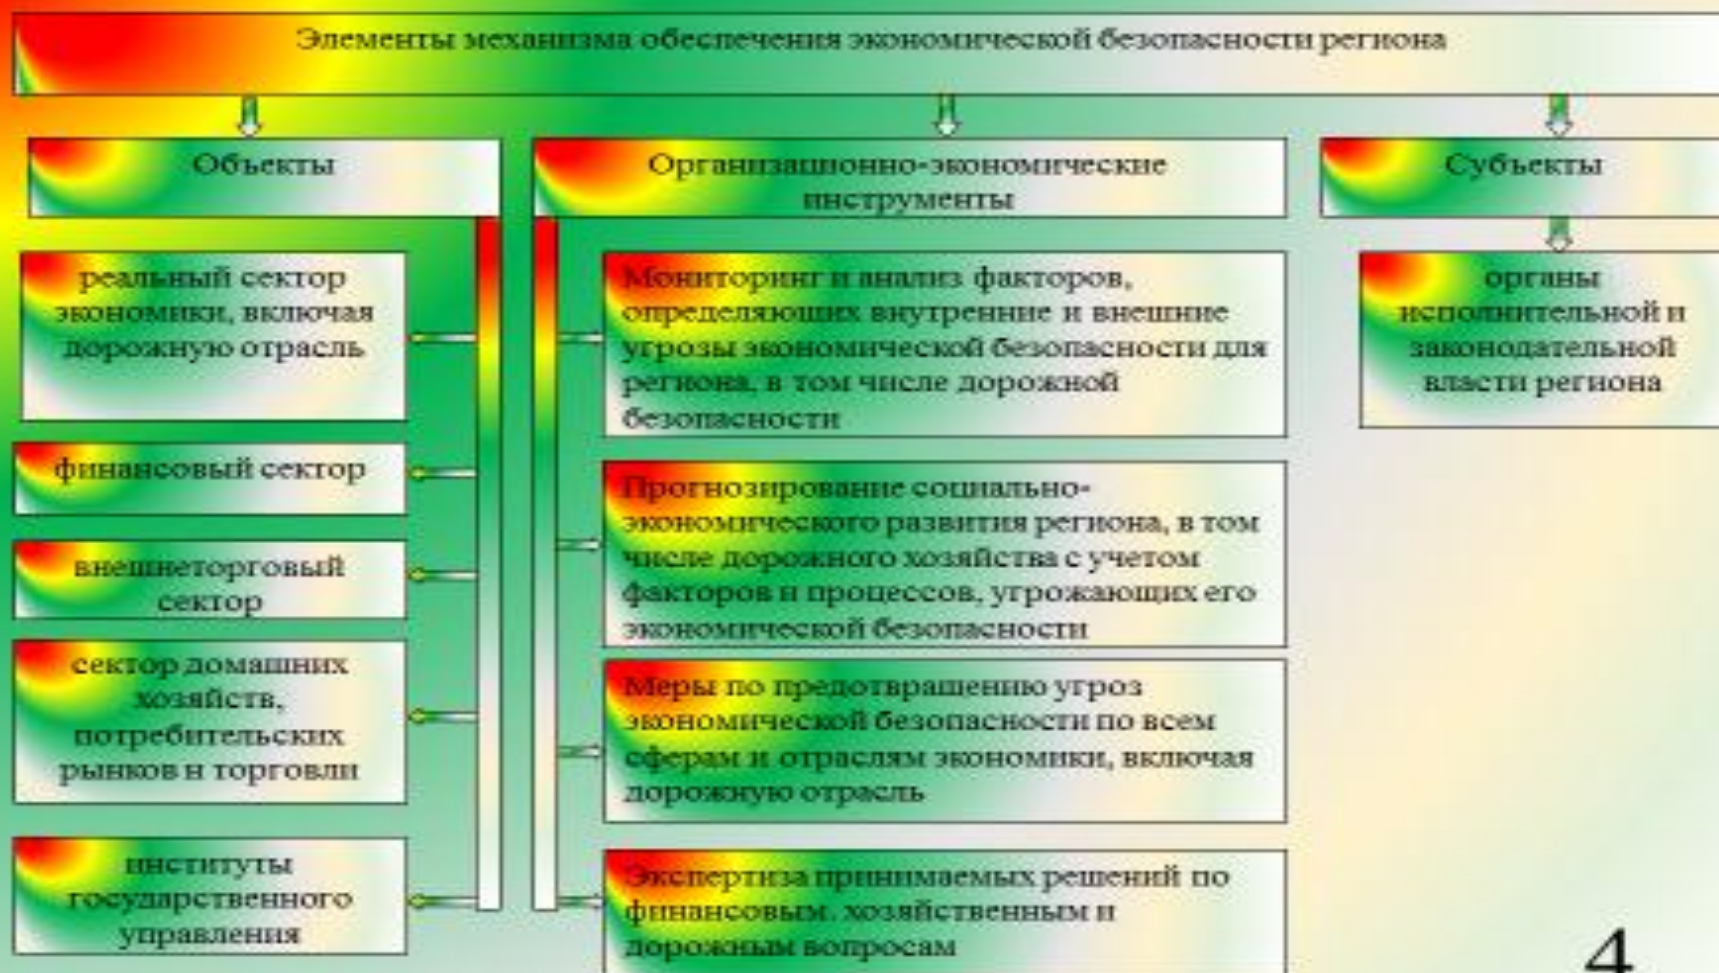 Элементы механизма обеспечения экономической безопасности региона
Объекты
реальный сектор
экономики, включая
дорожную отрасль
финансовый сектор
внешнеторговый
сектор
сектор домашних
хозяйств,
потребительских
рынков и торговли
институты
государственного
управления
Организационно-экономические
инструменты
Мониторинг и анализ факторов,
определяющих внутренние и внешние
угрозы экономической безопасности для
региона, в том числе дорожной
безопасности
Прогнозирование социально-
экономического развития региона, в том
числе дорожного хозяйства с учетом
факторов и процессов, угрожающих его
экономической безопасности
Меры по предотвращению угроз
экономической безопасности по всем
сферам и отраслям экономики, включая
дорожную отрасль
Экспертиза принимаемых решений по
финансовым. хозяйственным и
дорожным вопросам
Субъекты
органы
исполнительной и
законодательной
власти региона
4